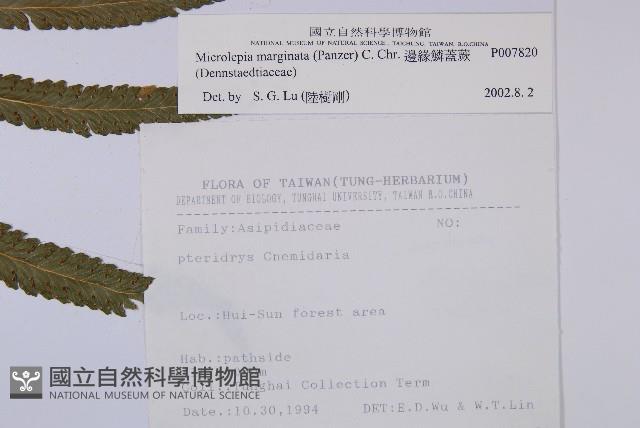 國立自然科學博物館
NATIONAL MUSEUM OF NATURAL SCIENCE, TAICHUNG, TAIWAN, R.O.CHINA
Microlepia marginata (Panzer) C. Chr. 邊緣鱗蓋蕨 P007820
(Dennstaedtiaceae)
Det. by S. G. Lu (陸樹剛) 2002.8. 2
FLORA OF TAIWAN(TUNG-HERBARIUM)
DEPARTMENT OF BIOLOGY, TUNGHAI UNIVERSITY, TAIWAN R.O.CHINA
Family:Asipidiaceae NO:
pteridrys Cnemidaria
Loc.:Hui-Sun forest area
Hab.:pathside
Tunghai Collection Term
Date.:10.30,1994 DET:E.D.Wu & W.T.Lin
國立自然科學博物館
NATIONAL MUSEUM OF NATURAL SCIENCE